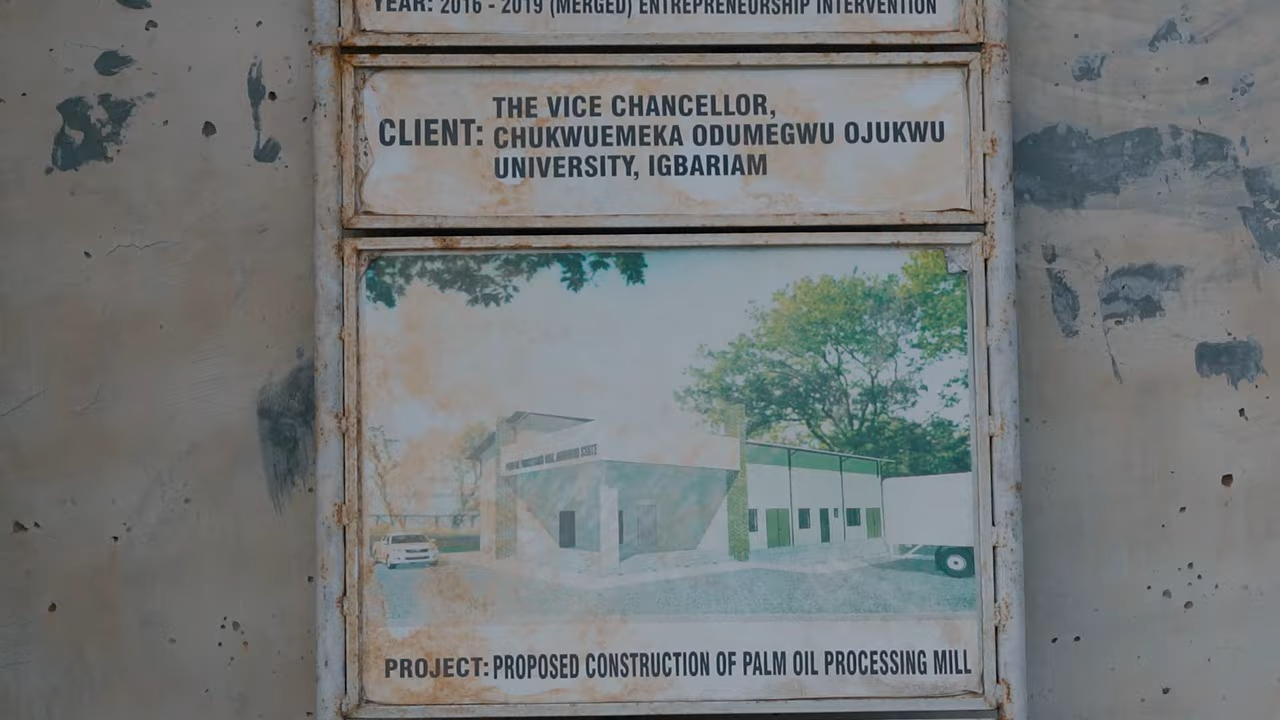 YEAR: 2016 - 2019 (MERGED) ENTREPRENEURSHIP INTERVENTION
CLIENT: THE VICE CHANCELLOR,
CHUKWUEMEKA ODUMEGWU OJUKWU
UNIVERSITY, IGBARIAM
PROJECT: PROPOSED CONSTRUCTION OF PALM OIL PROCESSING MILL